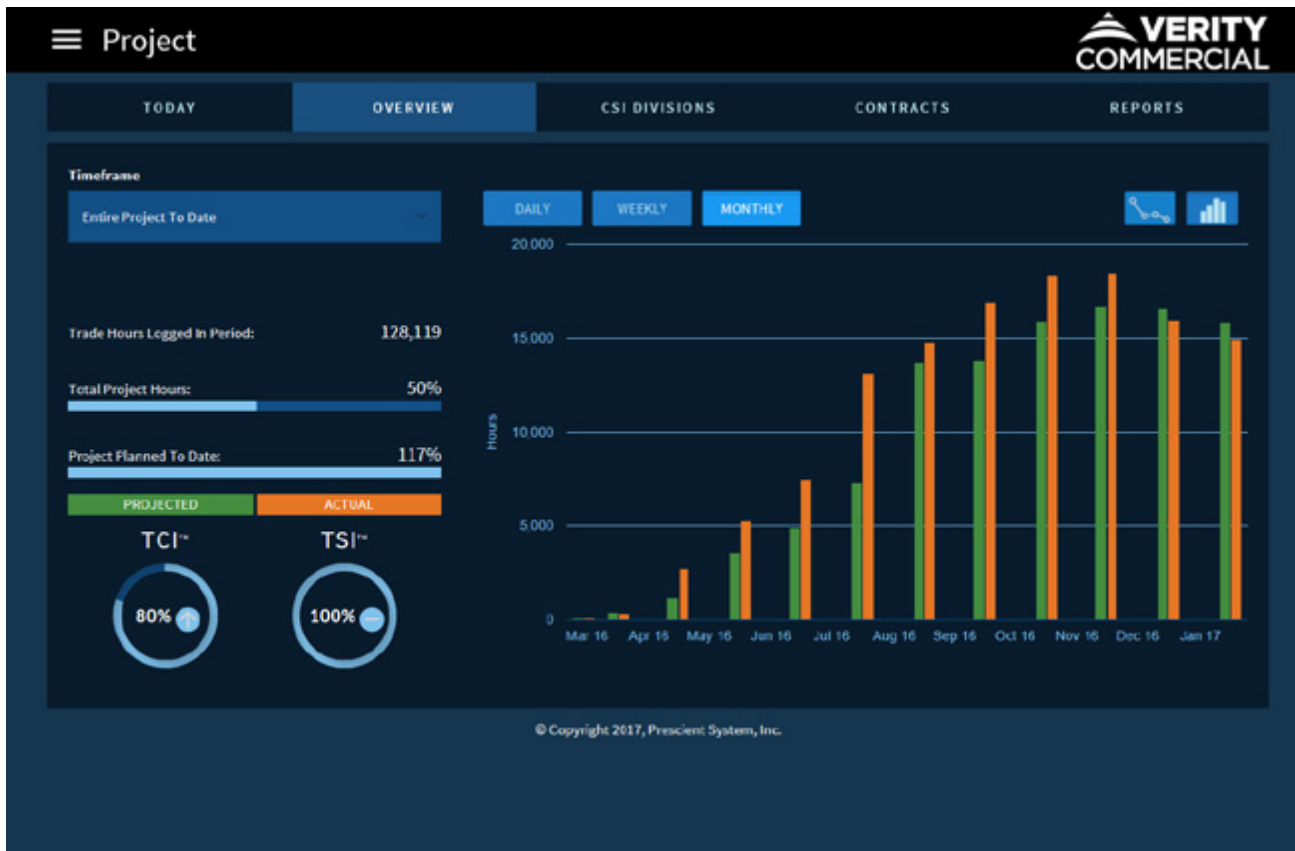 Project
VERITY
COMMERCIAL
TODAY
OVERVIEW
CSI DIVISIONS
CONTRACTS
REPORTS
Timeframe
Entire Project To Date
DAILY
WEEKLY
MONTHLY
Trade Hours Logged In Period: 128,119
Total Project Hours: 50%
Project Planned To Date: 117%
PROJECTED
ACTUAL
TCI™
TSI™
80%
100%
Hours
20,000
15,000
10,000
5,000
0
Mar 16
Apr 16
May 16
Jun 16
Jul 16
Aug 16
Sep 16
Oct 16
Nov 16
Dec 16
Jan 17
© Copyright 2017, Prescient System, Inc.